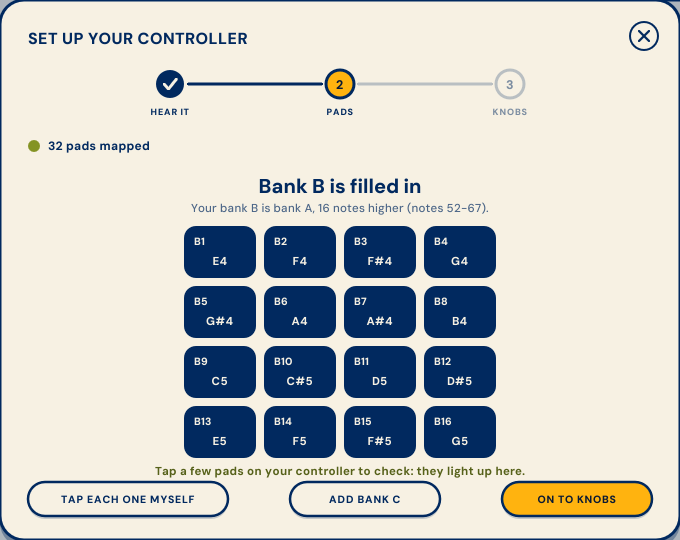 SET UP YOUR CONTROLLER
2
3
HEAR IT
PADS
KNOBS
32 pads mapped
Bank B is filled in
Your bank B is bank A, 16 notes higher (notes 52–67).
B1
B2
B3
B4
E4
F4
F#4
G4
B5
B6
B7
B8
G#4
A4
A#4
B4
B9
B10
B11
B12
C5
C#5
D5
D#5
B13
B14
B15
B16
E5
F5
F#5
G5
Tap a few pads on your controller to check: they light up here.
TAP EACH ONE MYSELF
ADD BANK C
ON TO KNOBS